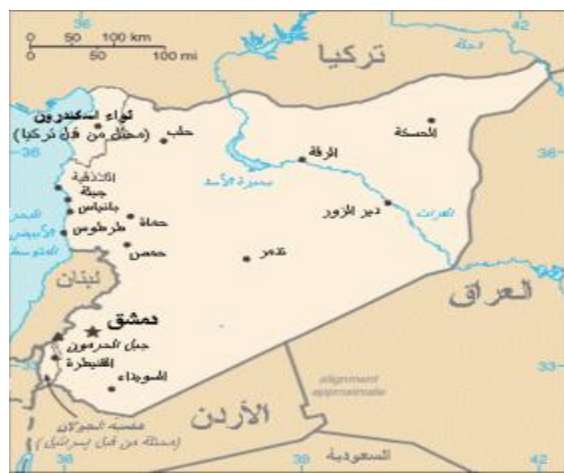 36
42
0 50 100 km
0 50 100 mi
تركيا
دجلة
لواء اسكندرون
(محتل من قبل تركيا)
حلب
الحسكة
36
36
الرقة
اللاذقية
بحيرة الأسد
جبلة
بانياس
حماة
دير الزور
الفرات
البحر
الأبيض
المتوسط
طرطوس
حمص
تدمر
لبنان
العراق
دمشق
جبل الحرمون
القنيطرة
33
33
السويداء
alignment
approximate
هضبة الجولان
(محتلة من قبل إسرائيل)
الأردن
السعودية
36
39
42